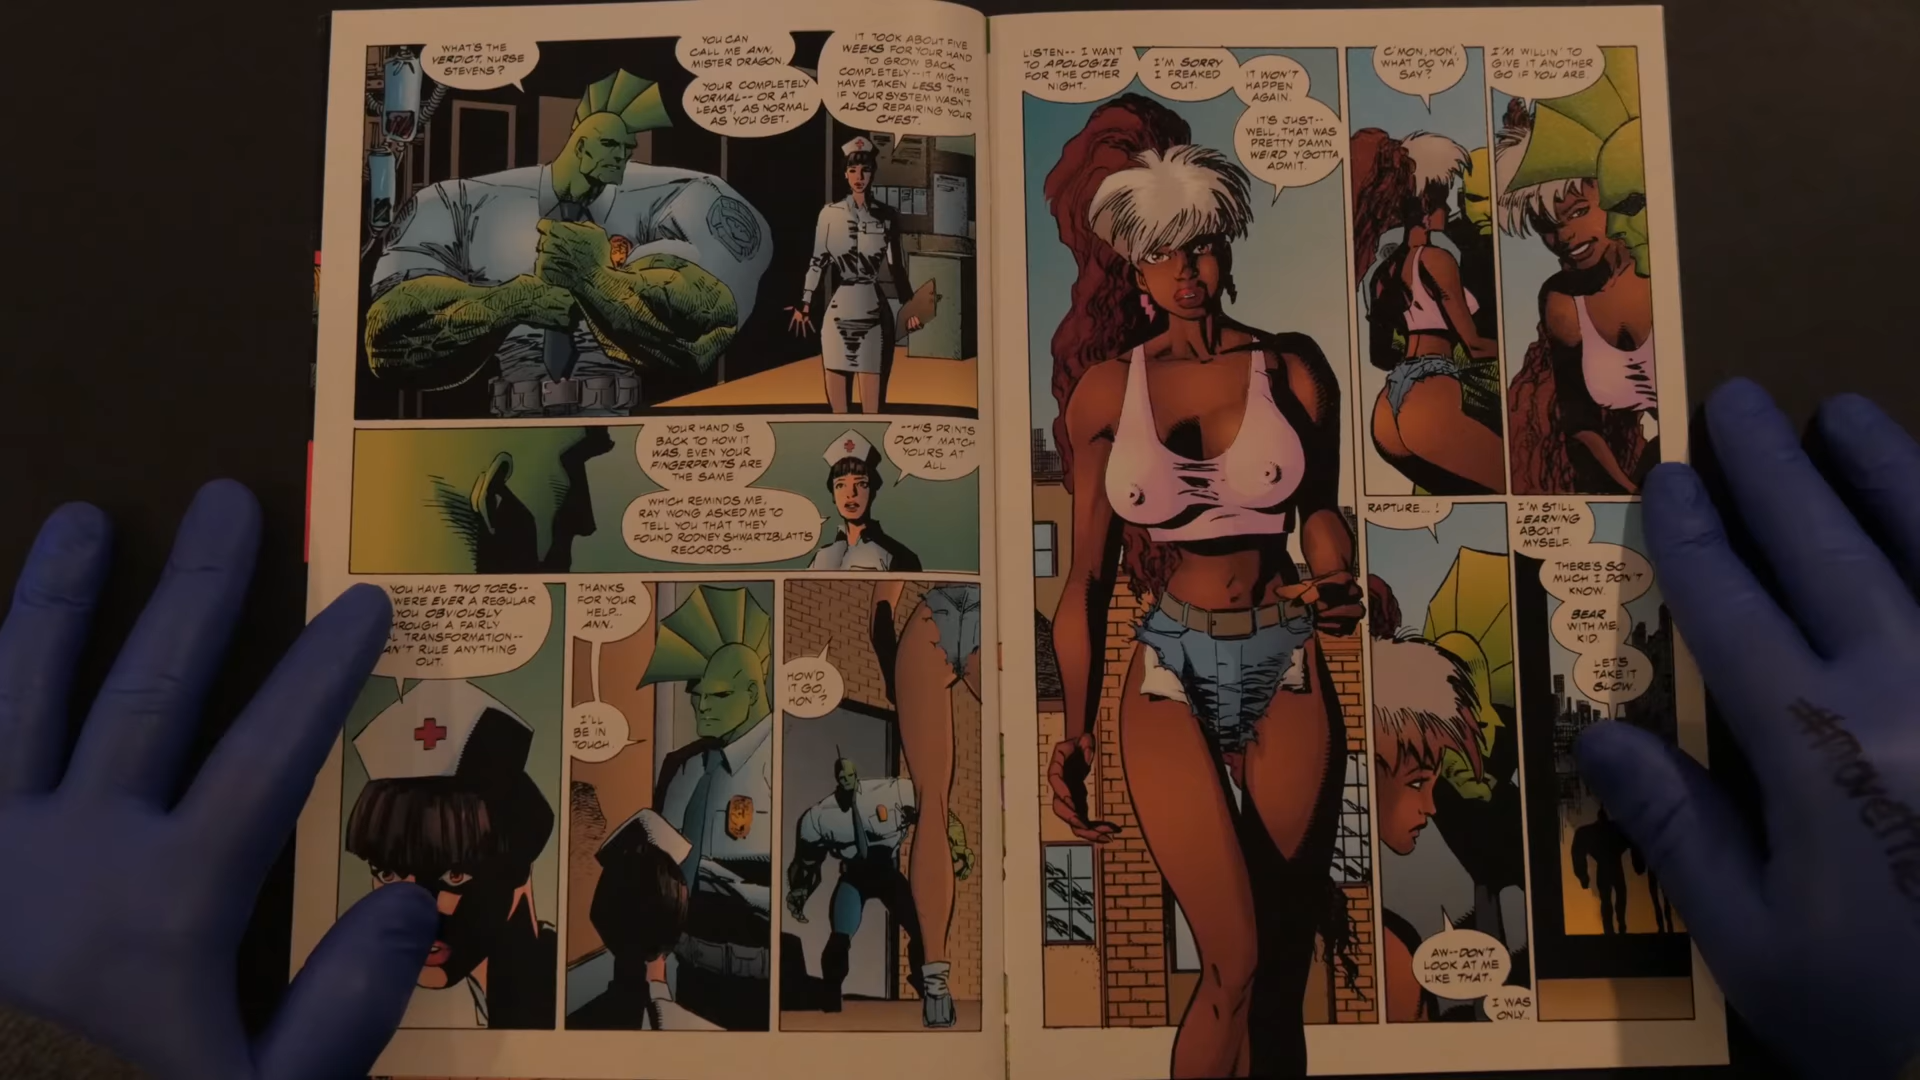 WHAT'S THE
VERDICT, NURSE
STEVENS?
YOU CAN
CALL ME ANN,
MISTER DRAGON.
YOUR COMPLETELY
NORMAL-- OR AT
LEAST, AS NORMAL
AS YOU GET.
IT TOOK ABOUT FIVE
WEEKS FOR YOUR HAND
TO GROW BACK
COMPLETELY--IT MIGHT
HAVE TAKEN LESS TIME
IF YOUR SYSTEM WASN'T
ALSO REPAIRING YOUR
CHEST.
YOUR HAND IS
BACK TO HOW IT
WAS, EVEN YOUR
FINGERPRINTS ARE
THE SAME
WHICH REMINDS ME,
RAY WONG ASKED ME TO
TELL YOU THAT THEY
FOUND RODNEY SHWARTZBLATTS
RECORDS--
--HIS PRINTS
DON'T MATCH
YOURS AT
ALL
YOU HAVE TWO TOES--
WERE EVER A REGULAR
YOU OBVIOUSLY
THROUGH A FAIRLY
TRANSFORMATION--
CAN'T RULE ANYTHING
OUT.
THANKS
FOR YOUR
HELP...
ANN.
I'LL
BE IN
TOUCH.
HOW'D
IT GO,
HON'?
LISTEN-- I WANT
TO APOLOGIZE
FOR THE OTHER
NIGHT.
I'M SORRY
I FREAKED
OUT.
IT WON'T
HAPPEN
AGAIN.
IT'S JUST--
WELL, THAT WAS
PRETTY DAMN
WEIRD Y'GOTTA
ADMIT.
C'MON, HON',
WHAT DO YA'
SAY?
I'M WILLIN' TO
GIVE IT ANOTHER
GO IF YOU ARE.
RAPTURE...!
AW--DON'T
LOOK AT ME
LIKE THAT.
I WAS
ONLY..
I'M STILL
LEARNING
ABOUT
MYSELF.
THERE'S SO
MUCH I DON'T
KNOW.
BEAR
WITH ME,
KID.
LET'S
TAKE IT
SLOW.